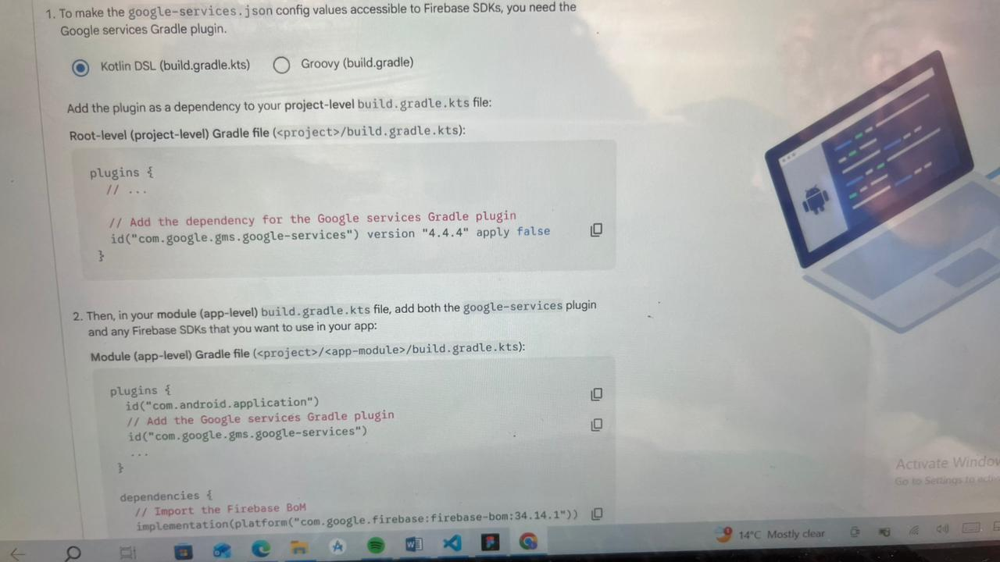 1. To make the google-services.json config values accessible to Firebase SDKs, you need the
Google services Gradle plugin.
Kotlin DSL (build.gradle.kts)
Groovy (build.gradle)
Add the plugin as a dependency to your project-level build.gradle.kts file:
Root-level (project-level) Gradle file (<project>/build.gradle.kts):
plugins {
// ...
// Add the dependency for the Google services Gradle plugin
id("com.google.gms.google-services") version "4.4.4" apply false
}
2. Then, in your module (app-level) build.gradle.kts file, add both the google-services plugin
and any Firebase SDKs that you want to use in your app:
Module (app-level) Gradle file (<project>/<app-module>/build.gradle.kts):
plugins {
id("com.android.application")
// Add the Google services Gradle plugin
id("com.google.gms.google-services")
...
}
dependencies {
// Import the Firebase BoM
implementation(platform("com.google.firebase:firebase-bom:34.14.1"))
Activate Window
Go to Settings to activ
14°C Mostly clear